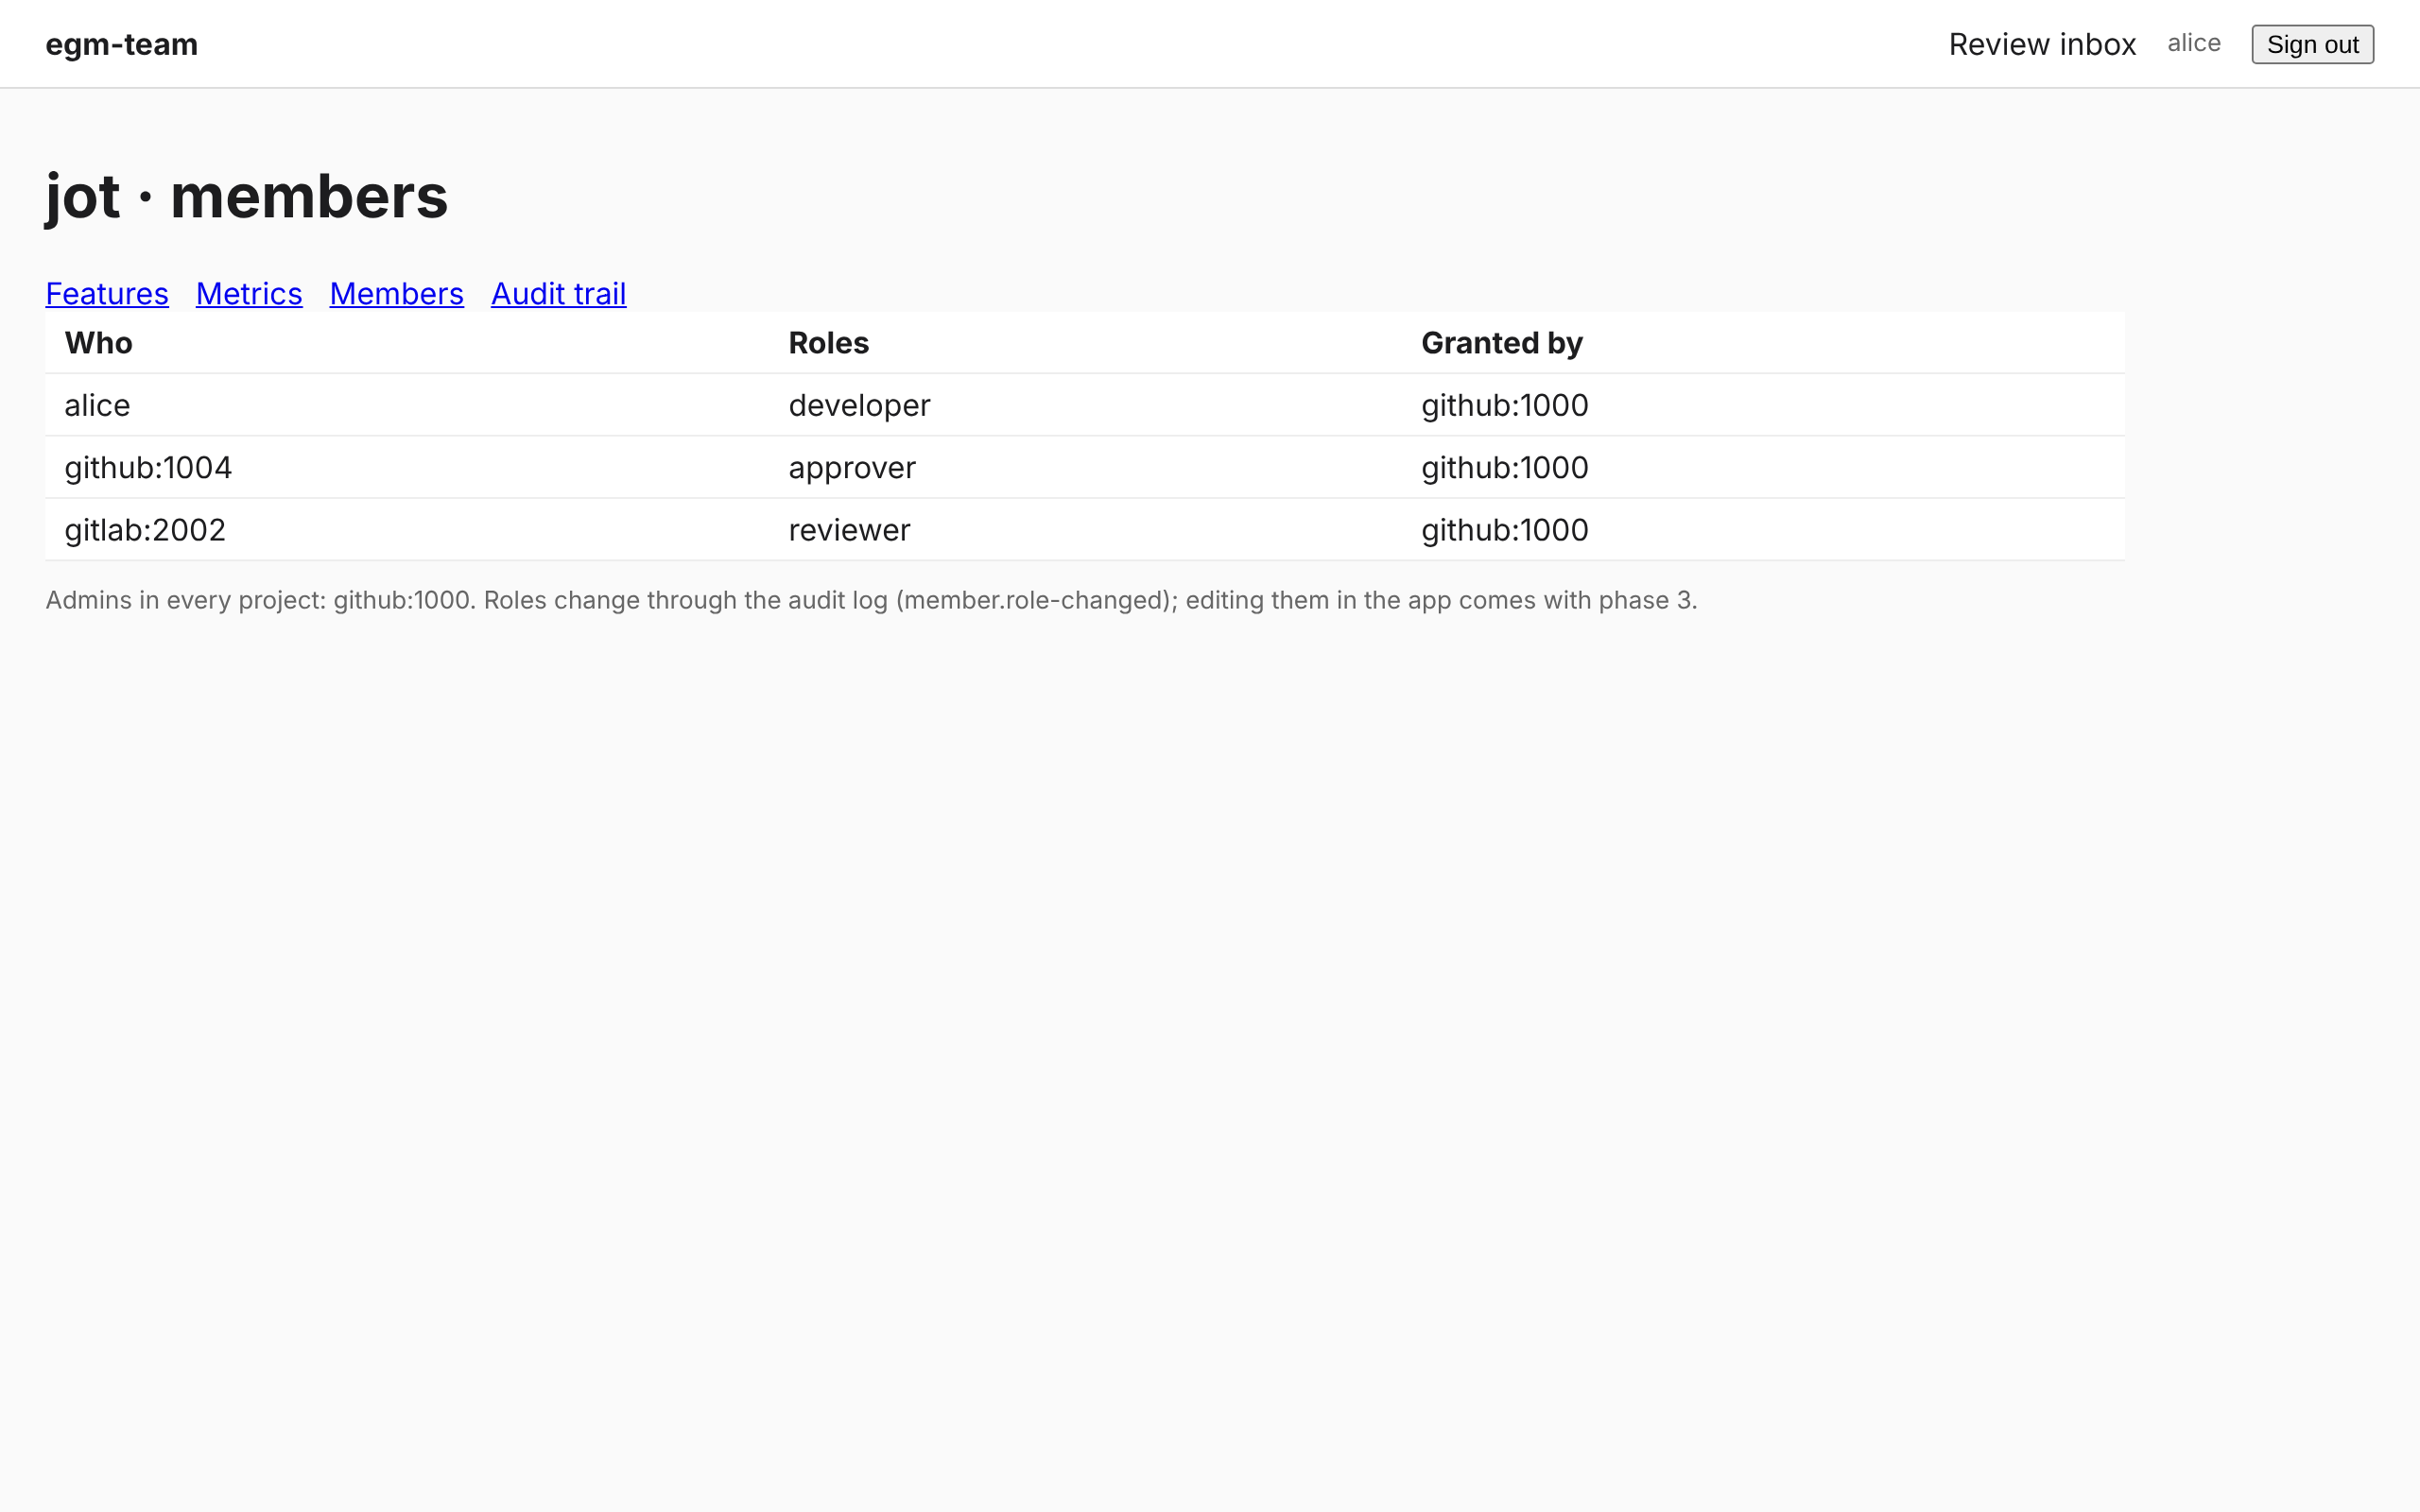 egm-team Review inbox alice Sign out
jot · members
Features Metrics Members Audit trail
Who Roles Granted by
alice developer github:1000
github:1004 approver github:1000
gitlab:2002 reviewer github:1000
Admins in every project: github:1000. Roles change through the audit log (member.role-changed); editing them in the app comes with phase 3.